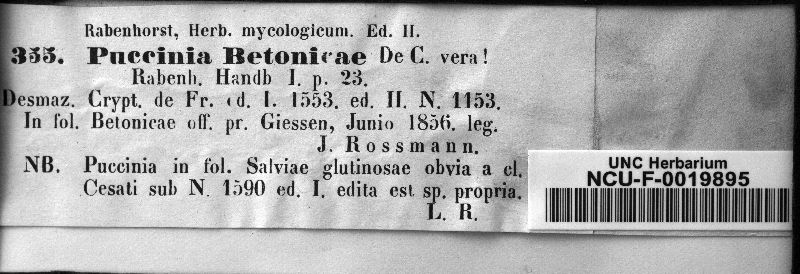 Rabenhorst, Herb. mycologicum. Ed. II.
355. Puccinia Betonicae De C. vera!
Rabenh. Handb I. p. 23.
Desmaz. Crypt. de Fr. ed. I. 1553. ed. II. N. 1153.
In fol. Betonicae off. pr. Giessen, Junio 1856. leg.
J. Rossmann.
NB. Puccinia in fol. Salviae glutinosae obvia a cl.
Cesati sub N. 1590 ed. I. edita est sp. propria.
L. R.
UNC Herbarium
NCU-F-0019895